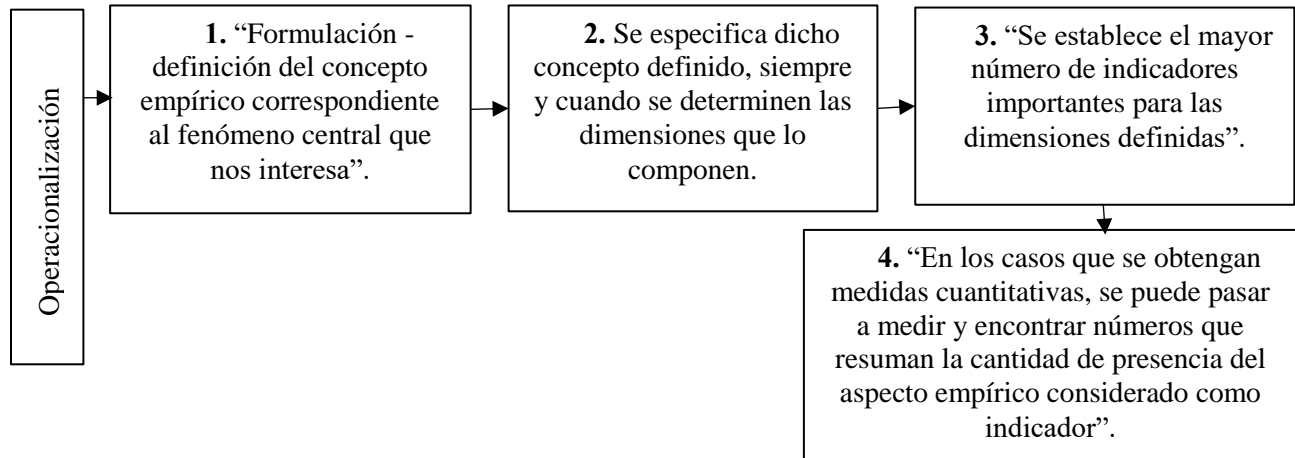 Operacionalización
1. “Formulación -
definición del concepto
empírico correspondiente
al fenómeno central que
nos interesa”.
2. Se especifica dicho
concepto definido, siempre
y cuando se determinen las
dimensiones que lo
componen.
3. “Se establece el mayor
número de indicadores
importantes para las
dimensiones definidas”.
4. “En los casos que se obtengan
medidas cuantitativas, se puede pasar
a medir y encontrar números que
resuman la cantidad de presencia del
aspecto empírico considerado como
indicador”.